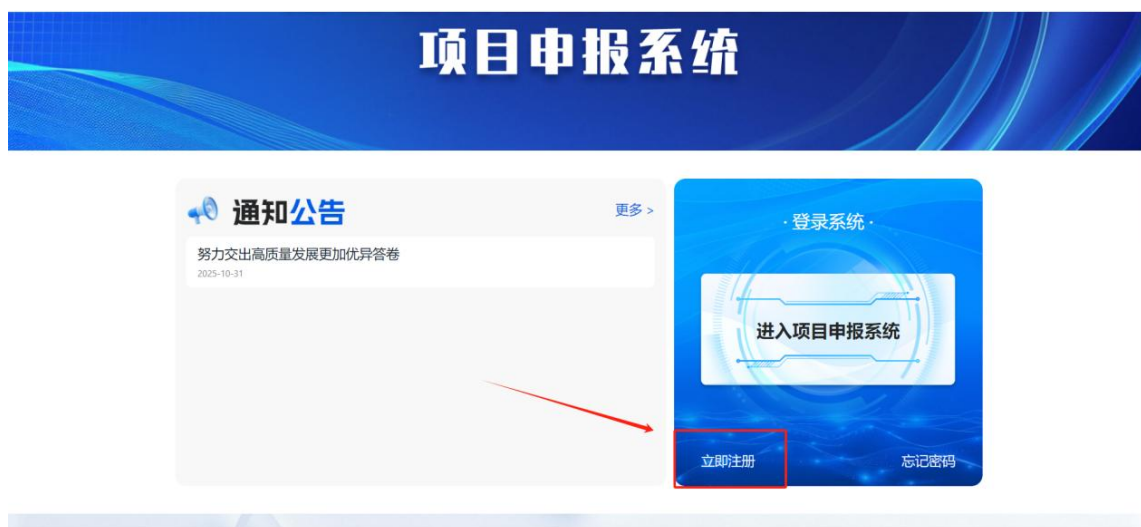 项目申报系统
通知公告
更多 >
努力交出高质量发展更加优异答卷
2025-10-31
· 登录系统 ·
进入项目申报系统
立即注册
忘记密码